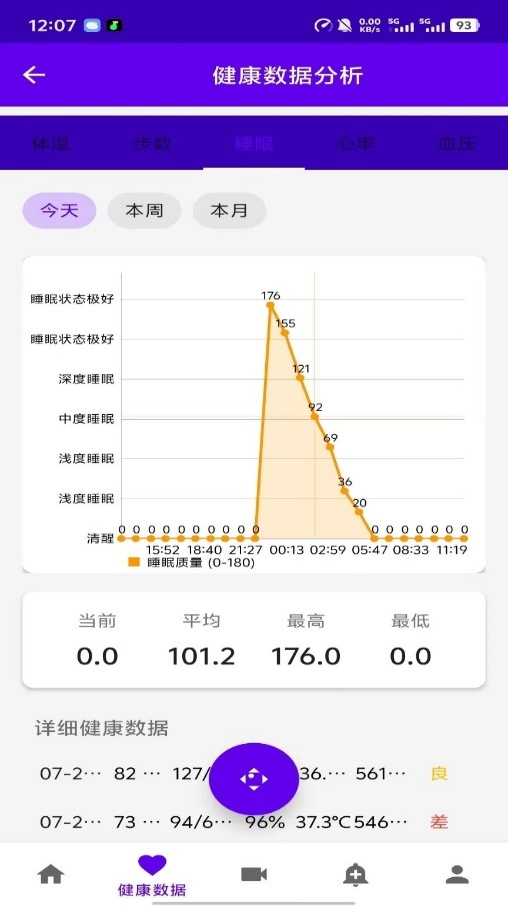 12:07 0.00 KB/s 5G 5G 93
健康数据分析
体温 步数 睡眠 心率 血压
今天 本周 本月
176
睡眠状态极好
155
睡眠状态极好
121
深度睡眠
92
中度睡眠
69
浅度睡眠
36
浅度睡眠
20
清醒 0 0 0 0 0 0 0 0 0 0 0 0 0 0 0 0 0
15:52 18:40 21:27 00:13 02:59 05:47 08:33 11:19
睡眠质量 (0-180)
当前 平均 最高 最低
0.0 101.2 176.0 0.0
详细健康数据
07-2… 82 … 127/ 36.… 561… 良
07-2… 73 … 94/6… 96% 37.3℃ 546… 差
健康数据